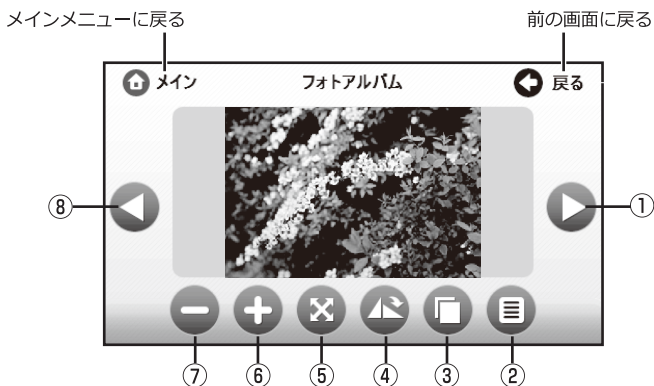 メインメニューに戻る
前の画面に戻る
メイン
フォトアルバム
戻る
⑧
①
⑦
⑥
⑤
④
③
②